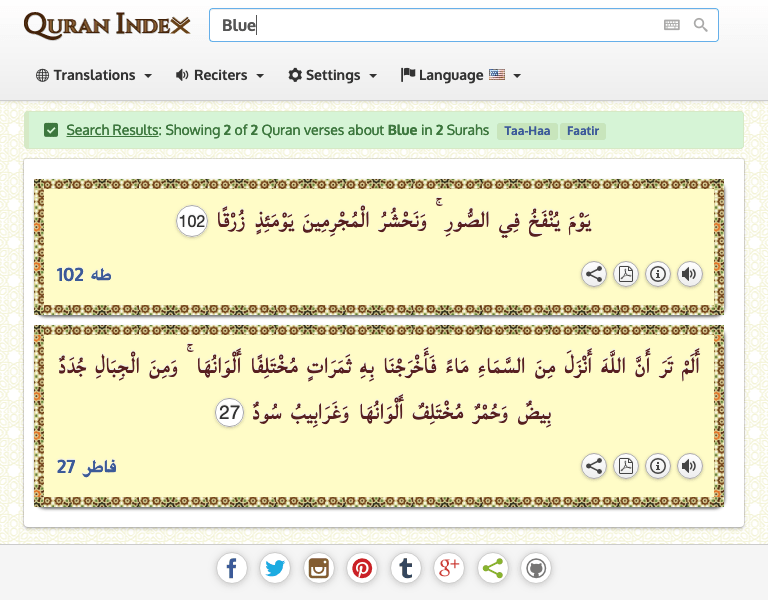 QURAN INDEX
Blue
Translations
Reciters
Settings
Language
Search Results: Showing 2 of 2 Quran verses about Blue in 2 Surahs Taa-Haa Faatir
يَوْمَ يُنْفَخُ فِي الصُّورِ ۚ وَنَحْشُرُ الْمُجْرِمِينَ يَوْمَئِذٍ زُرْقًا 102
طه 102
أَلَمْ تَرَ أَنَّ اللَّهَ أَنْزَلَ مِنَ السَّمَاءِ مَاءً فَأَخْرَجْنَا بِهِ ثَمَرَاتٍ مُخْتَلِفًا أَلْوَانُهَا ۚ وَمِنَ الْجِبَالِ جُدَدٌ
بِيضٌ وَحُمْرٌ مُخْتَلِفٌ أَلْوَانُهَا وَغَرَابِيبُ سُودٌ 27
فاطر 27